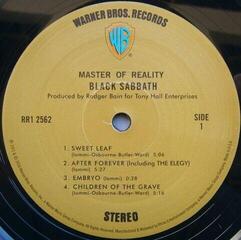 WARNER BROS. RECORDS
MASTER OF REALITY
BLACK SABBATH
Produced by Rodger Bain for Tony Hall Enterprises
RR1 2562
SIDE
1
1. SWEET LEAF
(Iommi-Osbourne-Butler-Ward) 5:06
2. AFTER FOREVER (Including THE ELEGY)
(Iommi) 5:27
3. EMBRYO (Iommi) 0:28
4. CHILDREN OF THE GRAVE
(Iommi-Osbourne-Butler-Ward) 5:16
STEREO